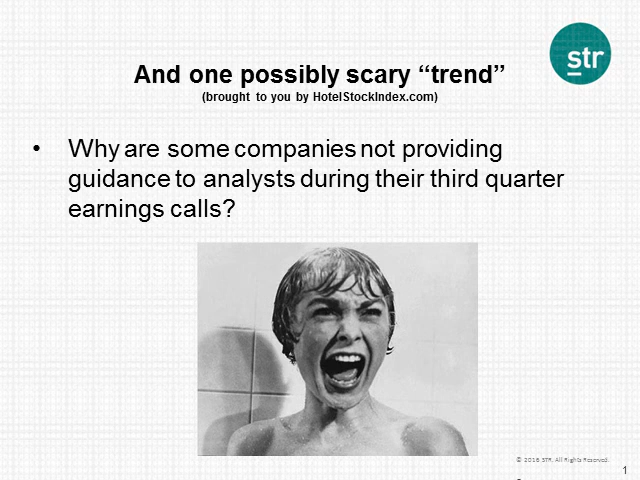 str
And one possibly scary “trend”
(brought to you by HotelStockIndex.com)
• Why are some companies not providing
guidance to analysts during their third quarter
earnings calls?
© 2016 STR. All Rights Reserved.
1